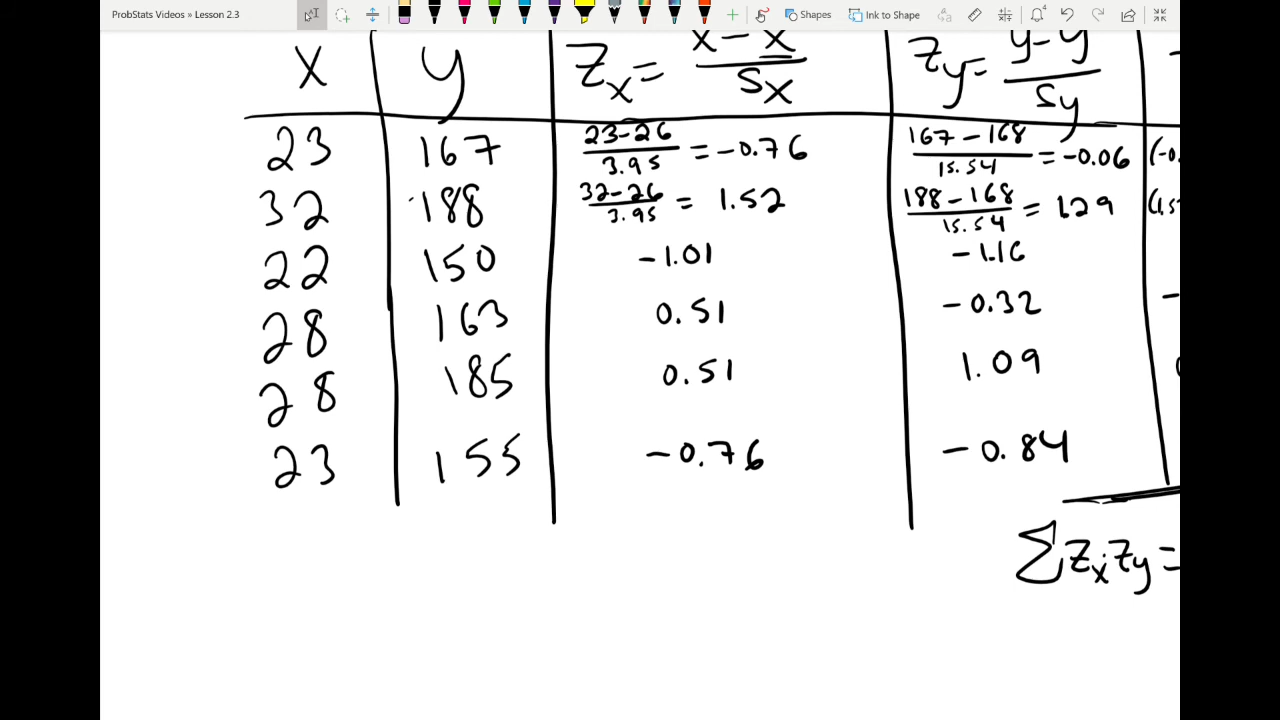 ProbStats Videos » Lesson 2.3
Shapes Ink to Shape
x y Zx = x - x̄ / Sx Zy = y - ȳ / Sy
23 167 23-26 / 3.95 = -0.76 167-168 / 15.54 = -0.06 (-0.
32 188 32-26 / 3.95 = 1.52 188-168 / 15.54 = 1.29 (1.5
22 150 -1.01 -1.16
28 163 0.51 -0.32 -
28 185 0.51 1.09
23 155 -0.76 -0.84
∑ZxZy =